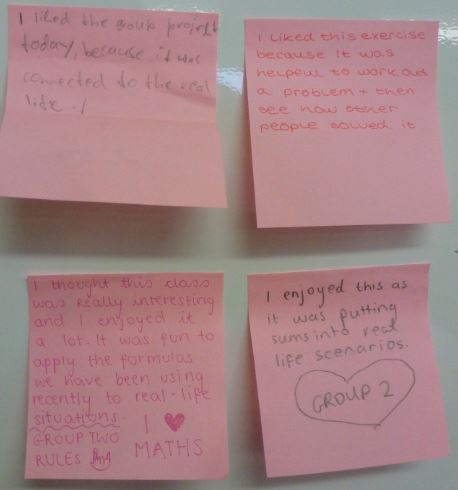 I liked the group project
today, because it was
connected to the real
life. !
I liked this exercise
because it was
helpful to work out
a problem + then
see how other
people solved it
I thought this class
was really interesting
and I enjoyed it
a lot. It was fun to
apply the formulas
we have been using
recently to real-life
situations.
GROUP TWO
RULES
I ♥
MATHS
I enjoyed this as
it was putting
sums into real
life scenarios.
GROUP 2